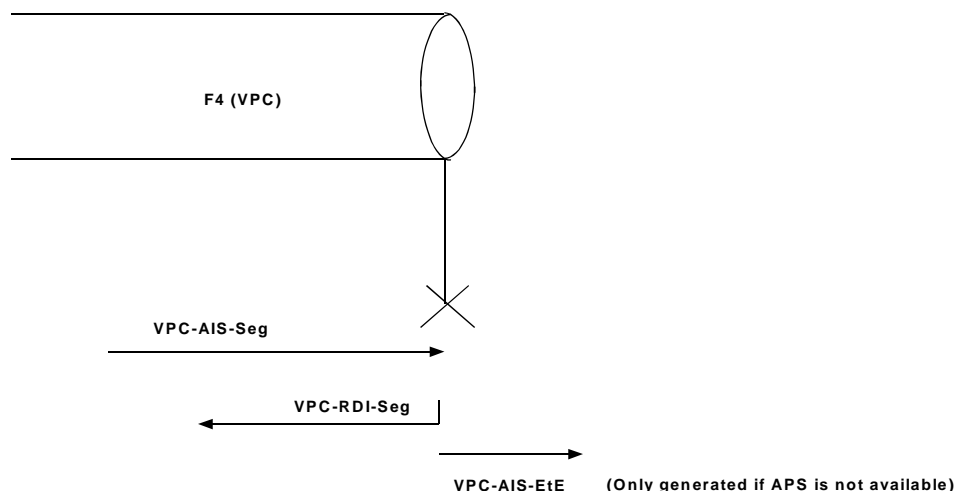 F4 (VPC)
VPC-AIS-Seg
VPC-RDI-Seg
VPC-AIS-EtE (Only generated if APS is not available)